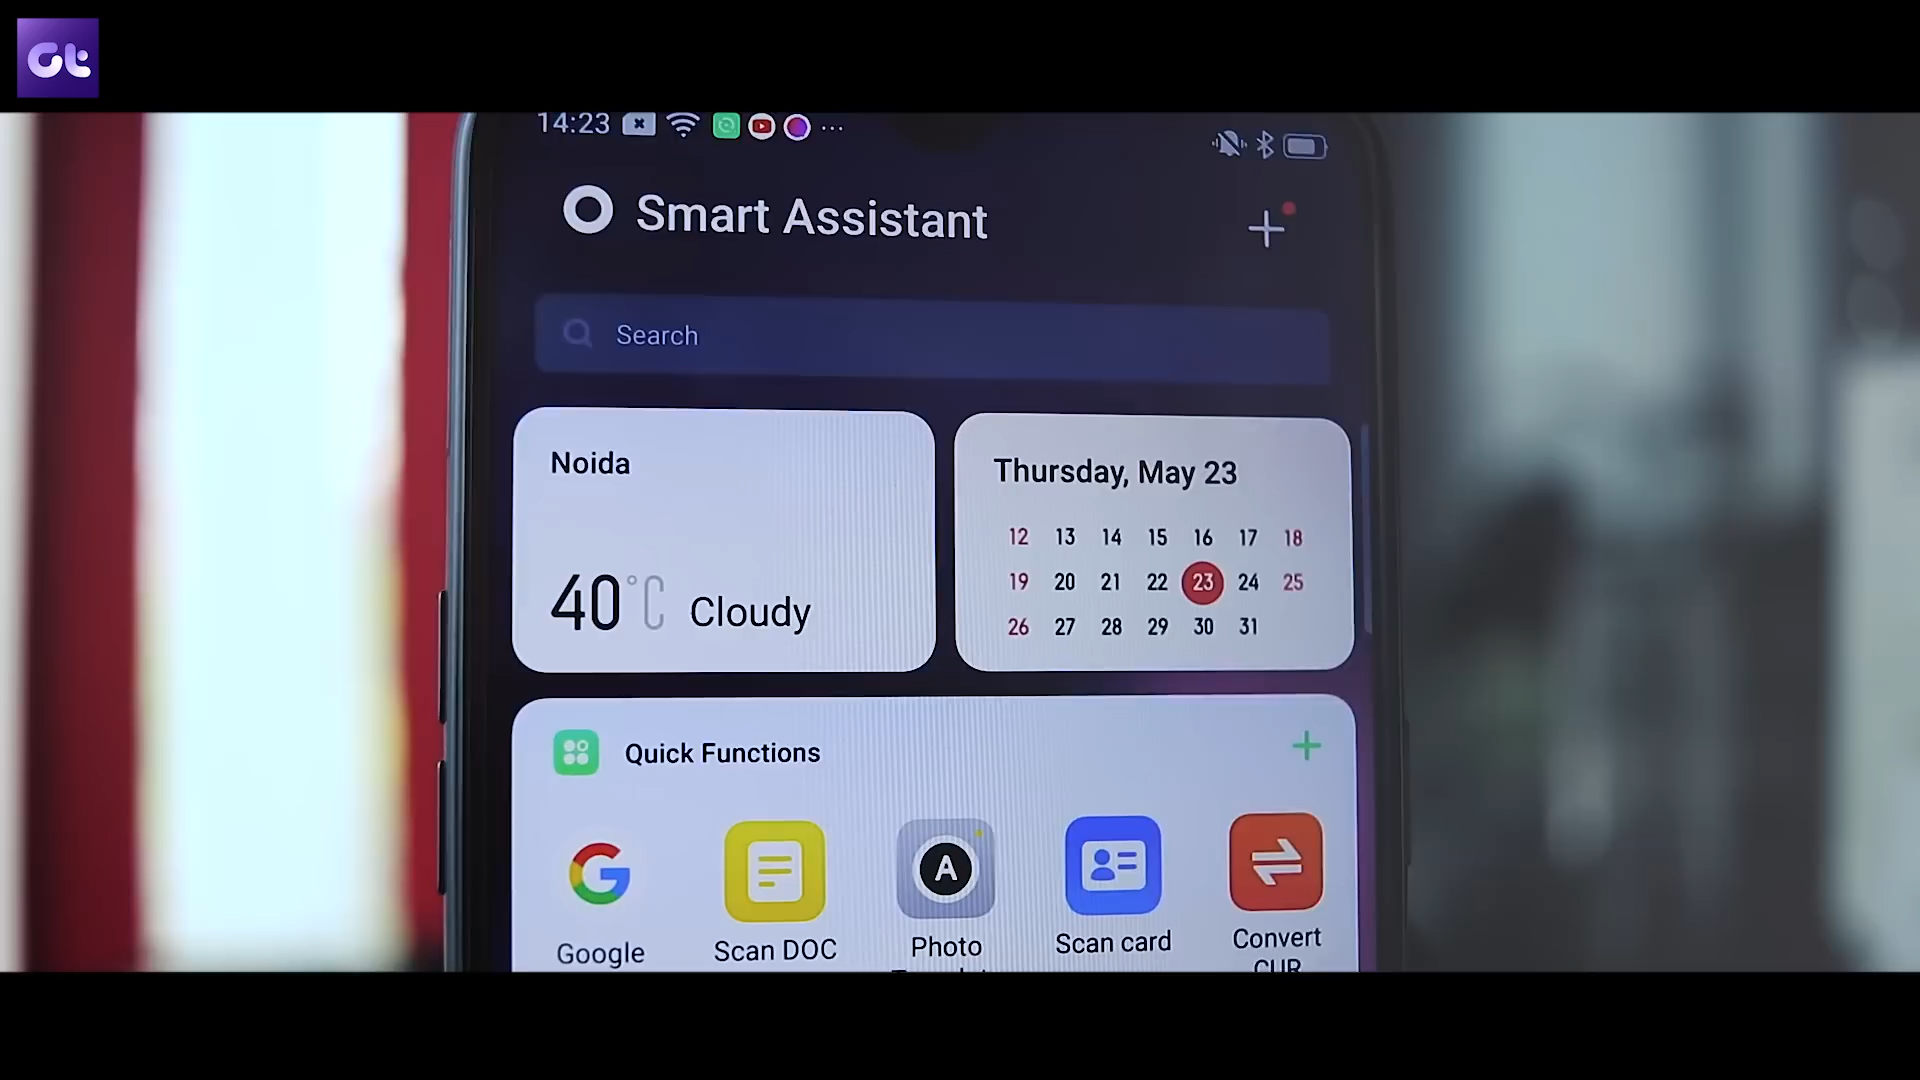 Gt
14:23
Smart Assistant
Search
Noida
40°C Cloudy
Thursday, May 23
12 13 14 15 16 17 18
19 20 21 22 23 24 25
26 27 28 29 30 31
Quick Functions
G
A
Google Scan DOC Photo Scan card Convert
CUR